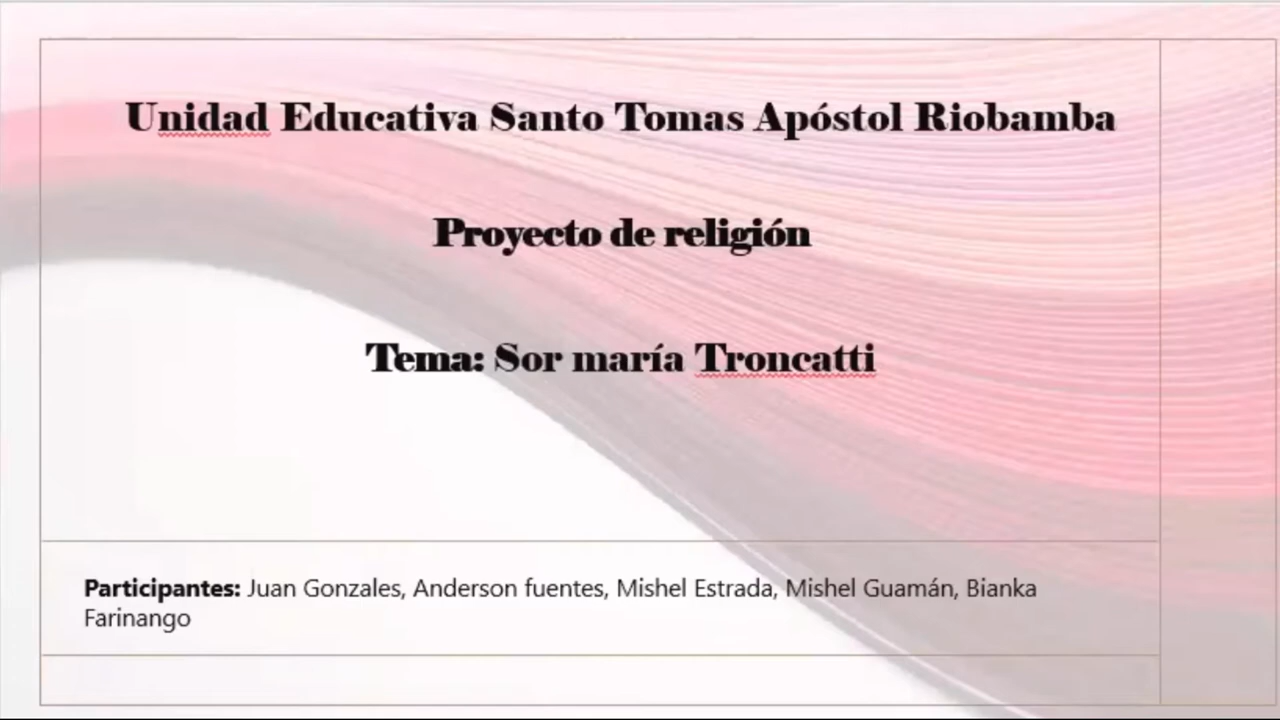 Unidad Educativa Santo Tomas Apóstol Riobamba
Proyecto de religión
Tema: Sor maría Troncatti
Participantes: Juan Gonzales, Anderson fuentes, Mishel Estrada, Mishel Guamán, Bianka
Farinango